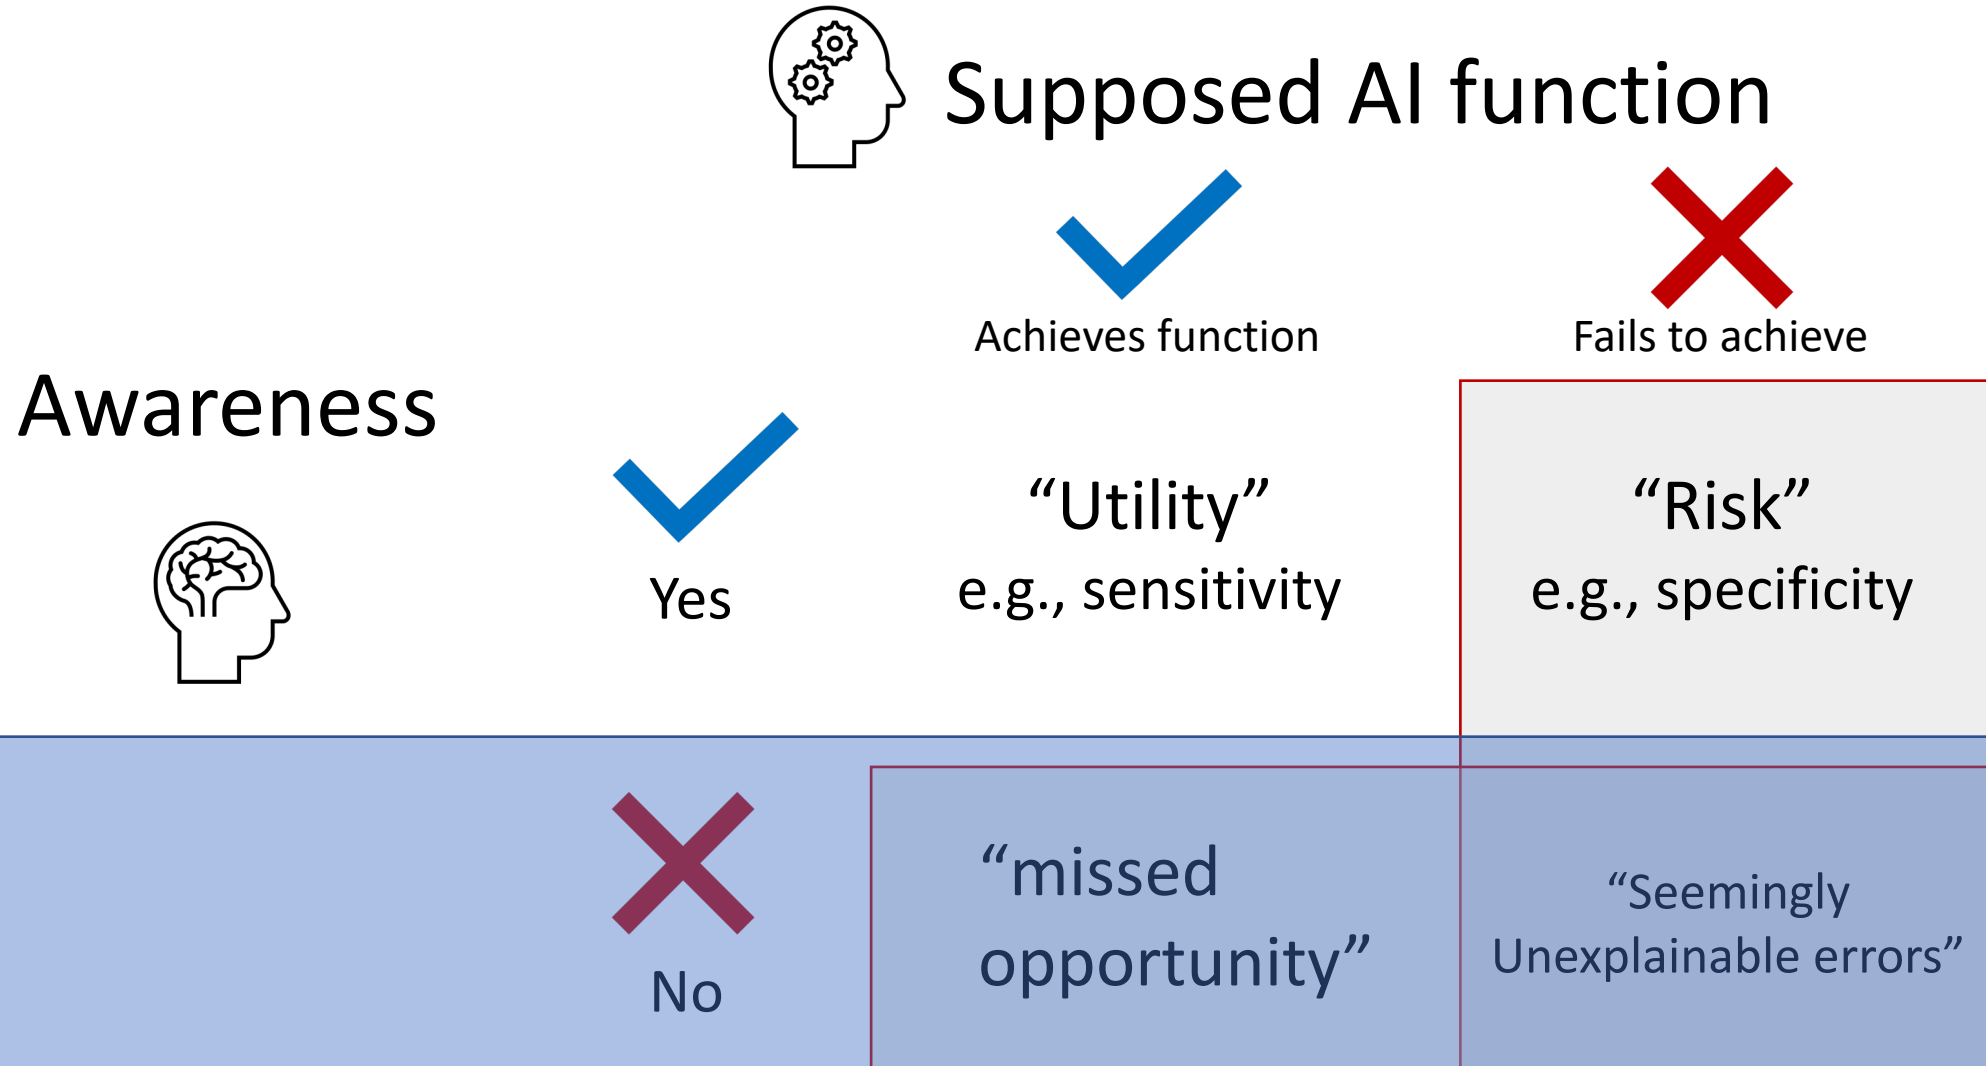 Supposed AI function
Achieves function
Fails to achieve
Awareness
Yes
“Utility”
e.g., sensitivity
“Risk”
e.g., specificity
No
“missed
opportunity”
“Seemingly
Unexplainable errors”